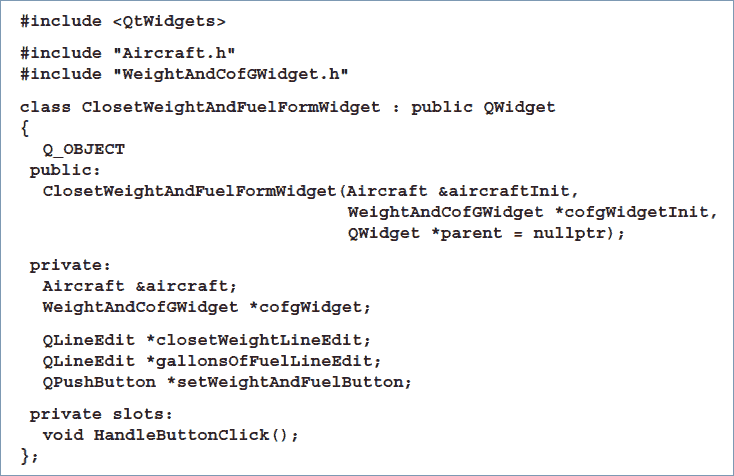 #include <QtWidgets>
#include "Aircraft.h"
#include "WeightAndCofGWidget.h"
class ClosetWeightAndFuelFormWidget : public QWidget
{
Q_OBJECT
public:
ClosetWeightAndFuelFormWidget(Aircraft &aircraftInit,
WeightAndCofGWidget *cofgWidgetInit,
QWidget *parent = nullptr);
private:
Aircraft &aircraft;
WeightAndCofGWidget *cofgWidget;
QLineEdit *closetWeightLineEdit;
QLineEdit *gallonsOfFuelLineEdit;
QPushButton *setWeightAndFuelButton;
private slots:
void HandleButtonClick();
};